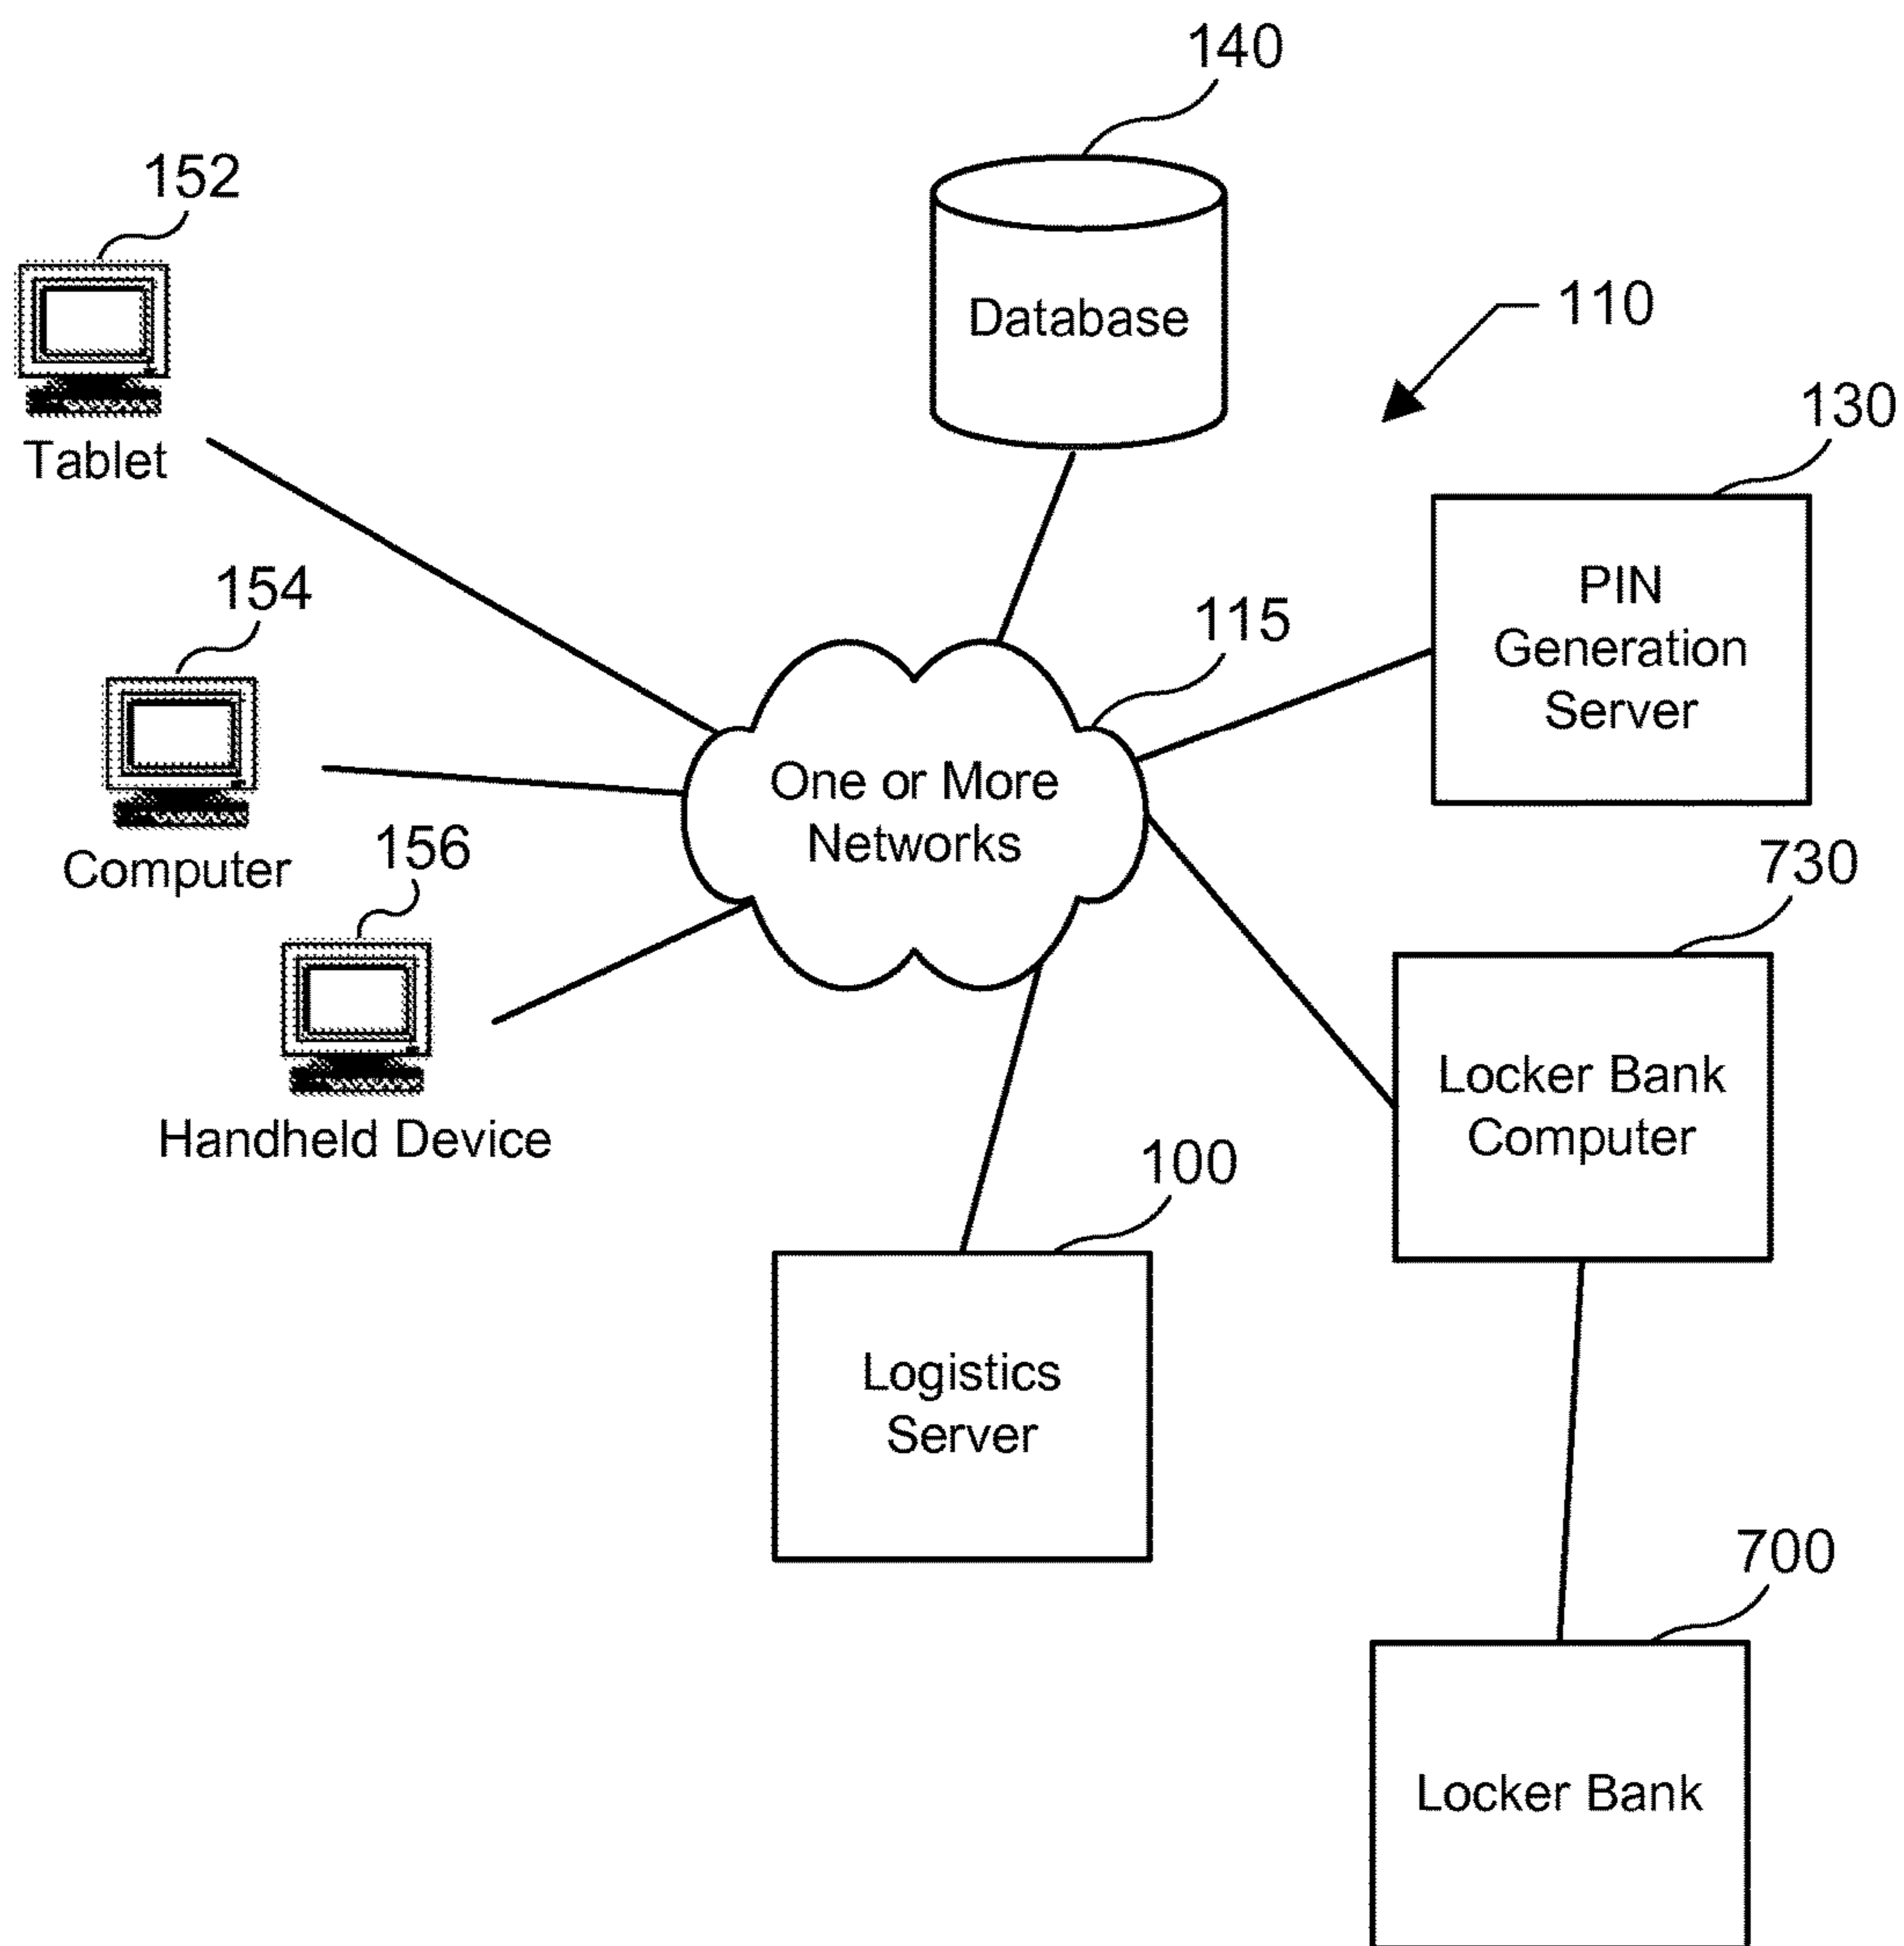 140
152
Database
110
Tablet
130
PIN
Generation
Server
154
115
One or More
Networks
Computer
156
730
Locker Bank
Computer
Handheld Device
100
Logistics
Server
700
Locker Bank